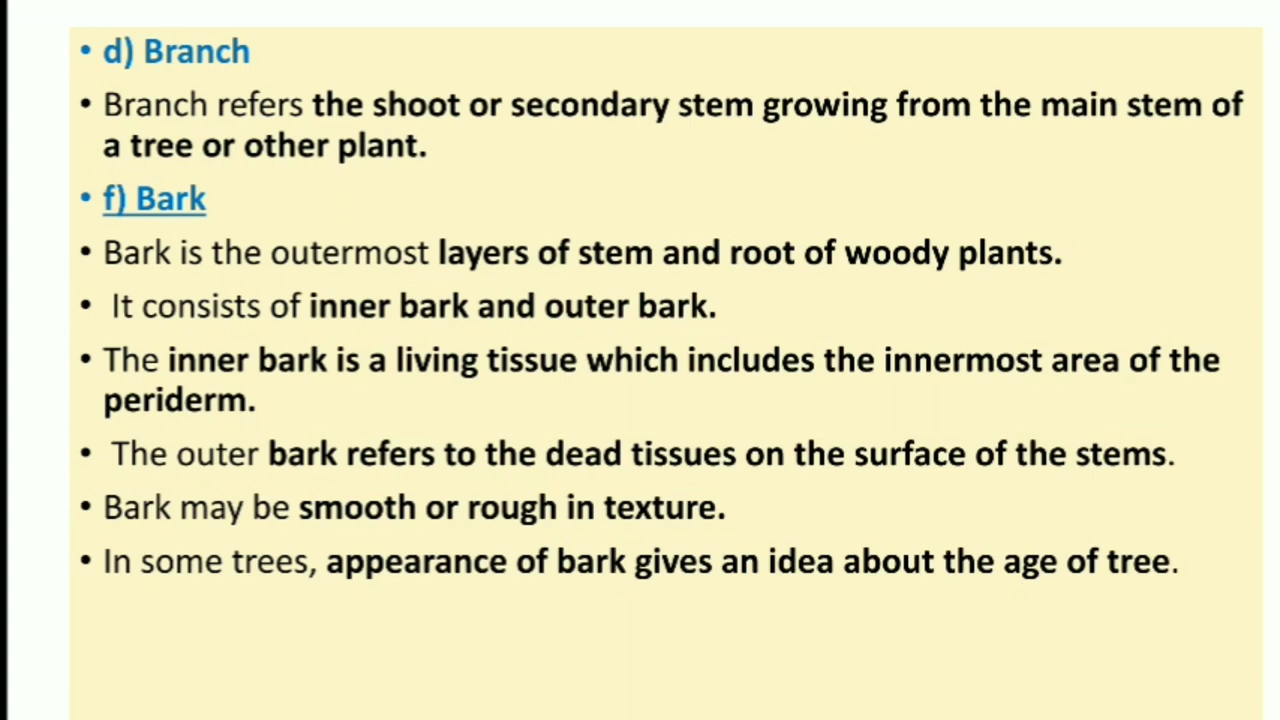 • d) Branch
• Branch refers the shoot or secondary stem growing from the main stem of
a tree or other plant.
• f) Bark
• Bark is the outermost layers of stem and root of woody plants.
• It consists of inner bark and outer bark.
• The inner bark is a living tissue which includes the innermost area of the
periderm.
• The outer bark refers to the dead tissues on the surface of the stems.
• Bark may be smooth or rough in texture.
• In some trees, appearance of bark gives an idea about the age of tree.